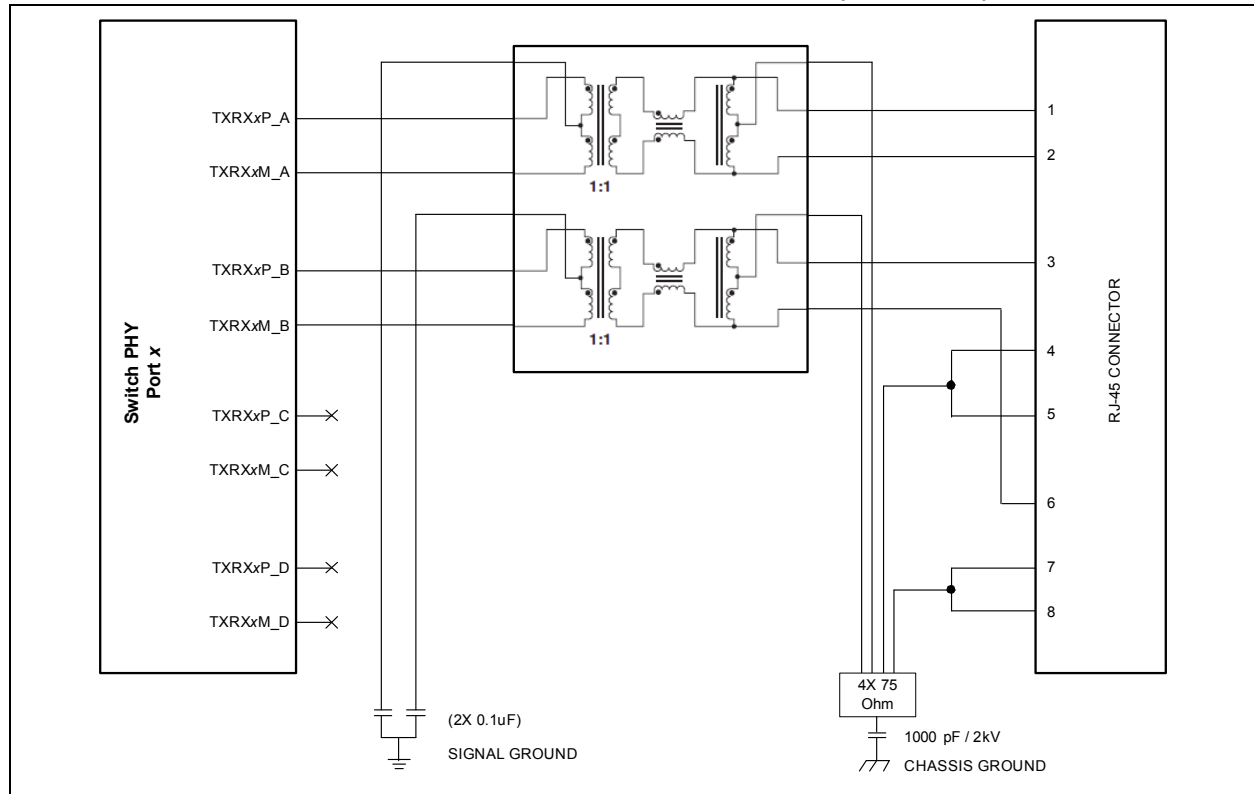 TXRXxP_A
TXRXxM_A
TXRXxP_B
TXRXxM_B
Switch PHY
Port x
TXRXxP_C
TXRXxM_C
TXRXxP_D
TXRXxM_D
1:1
1:1
1
2
3
4
5
6
7
8
RJ-45 CONNECTOR
(2X 0.1uF)
SIGNAL GROUND
4X 75
Ohm
1000 pF / 2kV
CHASSIS GROUND